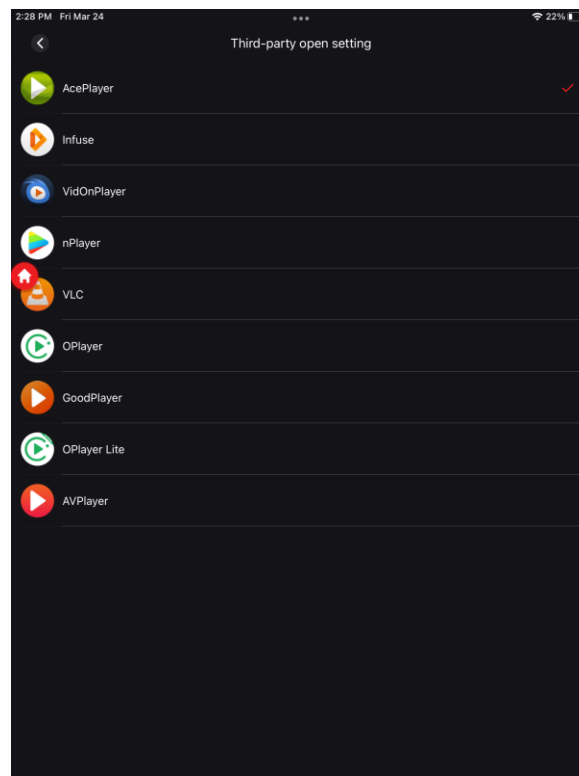 2:28 PM Fri Mar 24 22%
Third-party open setting
AcePlayer
Infuse
VidOnPlayer
nPlayer
VLC
OPlayer
GoodPlayer
OPlayer Lite
AVPlayer